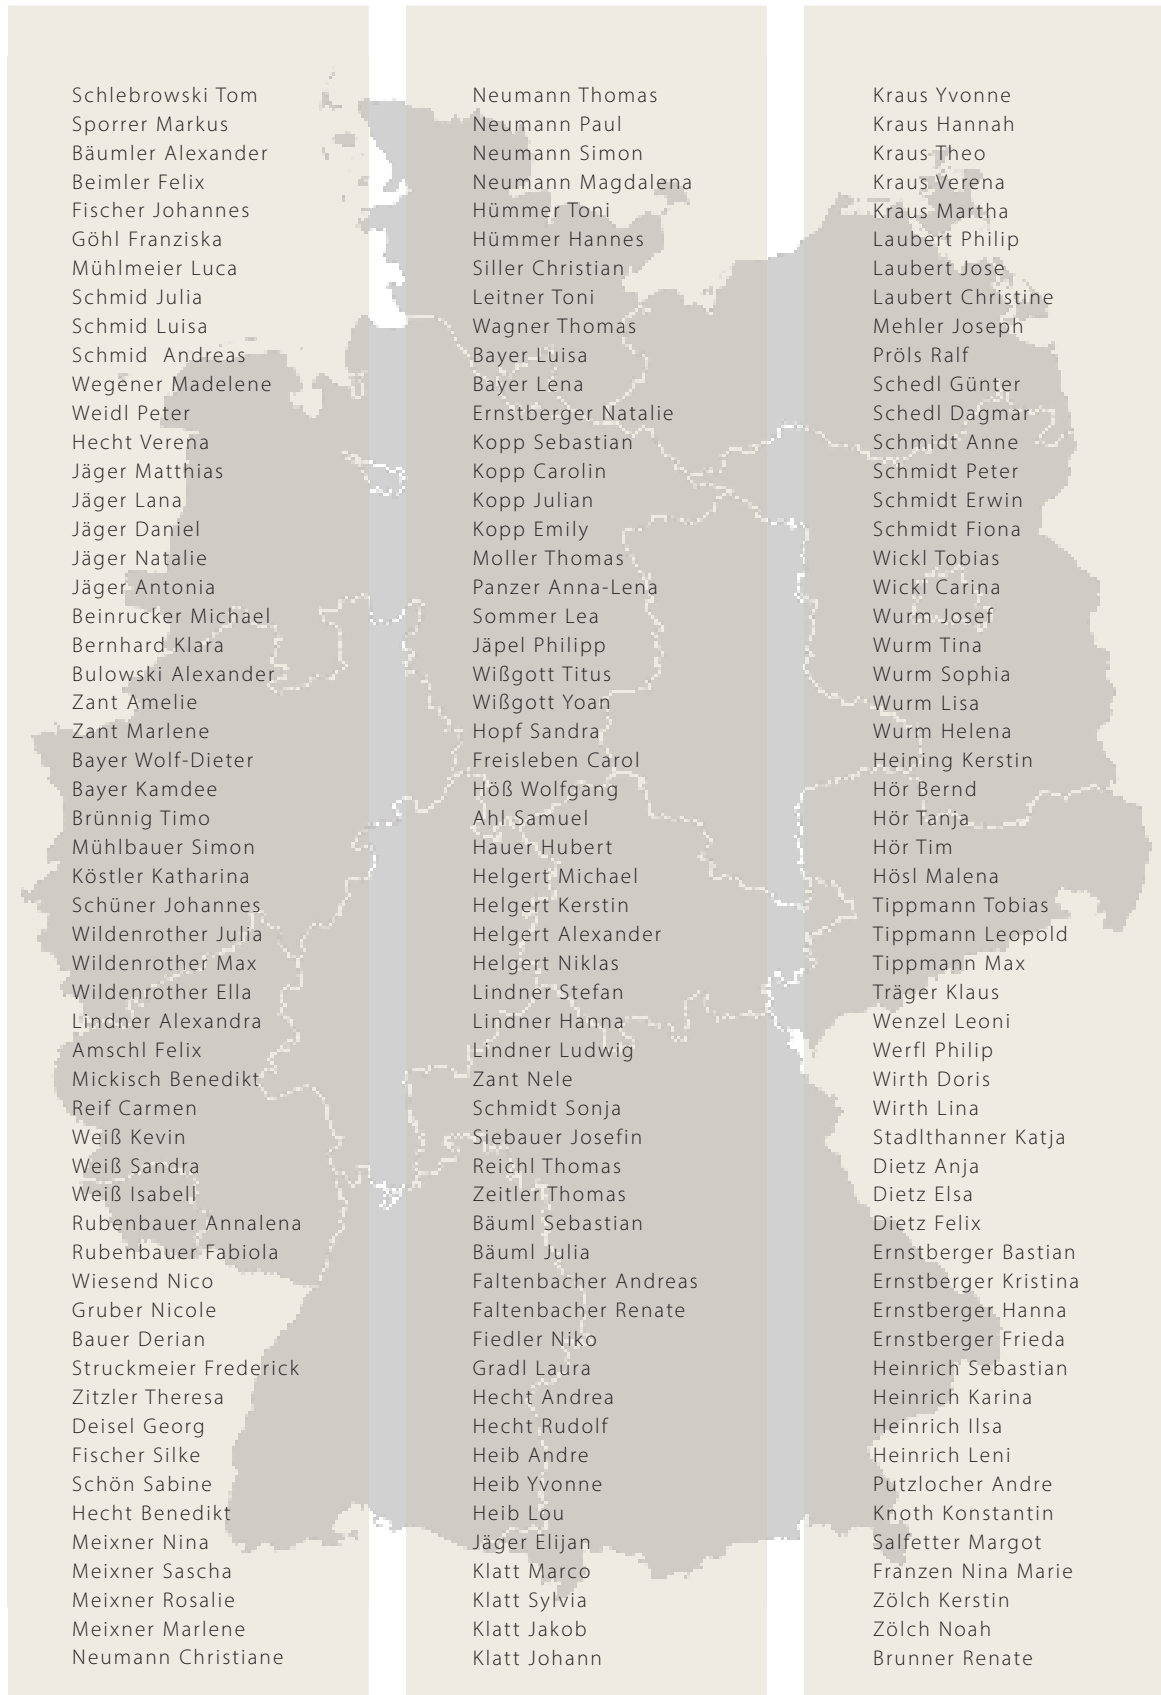 Schlebrowski Tom
Sporrer Markus
Bäumler Alexander
Beimler Felix
Fischer Johannes
Göhl Franziska
Mühlmeier Luca
Schmid Julia
Schmid Luisa
Schmid  Andreas
Wegener Madelene
Weidl Peter
Hecht Verena
Jäger Matthias
Jäger Lana
Jäger Daniel
Jäger Natalie
Jäger Antonia
Beinrucker Michael
Bernhard Klara
Bulowski Alexander
Zant Amelie
Zant Marlene
Bayer Wolf-Dieter
Bayer Kamdee
Brünnig Timo
Mühlbauer Simon
Köstler Katharina
Schüner Johannes
Wildenrother Julia
Wildenrother Max
Wildenrother Ella
Lindner Alexandra
Amschl Felix
Mickisch Benedikt
Reif Carmen
Weiß Kevin
Weiß Sandra
Weiß Isabell
Rubenbauer Annalena
Rubenbauer Fabiola
Wiesend Nico
Gruber Nicole
Bauer Derian
Struckmeier Frederick
Zitzler Theresa
Deisel Georg
Fischer Silke
Schön Sabine
Hecht Benedikt
Meixner Nina
Meixner Sascha
Meixner Rosalie
Meixner Marlene
Neumann Christiane
Neumann Thomas
Neumann Paul
Neumann Simon
Neumann Magdalena
Hümmer Toni
Hümmer Hannes
Siller Christian
Leitner Toni
Wagner Thomas
Bayer Luisa
Bayer Lena
Ernstberger Natalie
Kopp Sebastian
Kopp Carolin
Kopp Julian
Kopp Emily
Moller Thomas
Panzer Anna-Lena
Sommer Lea
Jäpel Philipp
Wißgott Titus
Wißgott Yoan
Hopf Sandra
Freisleben Carol
Höß Wolfgang
Ahl Samuel
Hauer Hubert
Helgert Michael
Helgert Kerstin
Helgert Alexander
Helgert Niklas
Lindner Stefan
Lindner Hanna
Lindner Ludwig
Zant Nele
Schmidt Sonja
Siebauer Josefin
Reichl Thomas
Zeitler Thomas
Bäuml Sebastian
Bäuml Julia
Faltenbacher Andreas
Faltenbacher Renate
Fiedler Niko
Gradl Laura
Hecht Andrea
Hecht Rudolf
Heib Andre
Heib Yvonne
Heib Lou
Jäger Elijan
Klatt Marco
Klatt Sylvia
Klatt Jakob
Klatt Johann
Kraus Yvonne
Kraus Hannah
Kraus Theo
Kraus Verena
Kraus Martha
Laubert Philip
Laubert Jose
Laubert Christine
Mehler Joseph
Pröls Ralf
Schedl Günter
Schedl Dagmar
Schmidt Anne
Schmidt Peter
Schmidt Erwin
Schmidt Fiona
Wickl Tobias
Wickl Carina
Wurm Josef
Wurm Tina
Wurm Sophia
Wurm Lisa
Wurm Helena
Heining Kerstin
Hör Bernd
Hör Tanja
Hör Tim
Hösl Malena
Tippmann Tobias
Tippmann Leopold
Tippmann Max
Träger Klaus
Wenzel Leoni
Werfl Philip
Wirth Doris
Wirth Lina
Stadlthanner Katja
Dietz Anja
Dietz Elsa
Dietz Felix
Ernstberger Bastian
Ernstberger Kristina
Ernstberger Hanna
Ernstberger Frieda
Heinrich Sebastian
Heinrich Karina
Heinrich Ilsa
Heinrich Leni
Putzlocher Andre
Knoth Konstantin
Salfetter Margot
Franzen Nina Marie
Zölch Kerstin
Zölch Noah
Brunner Renate